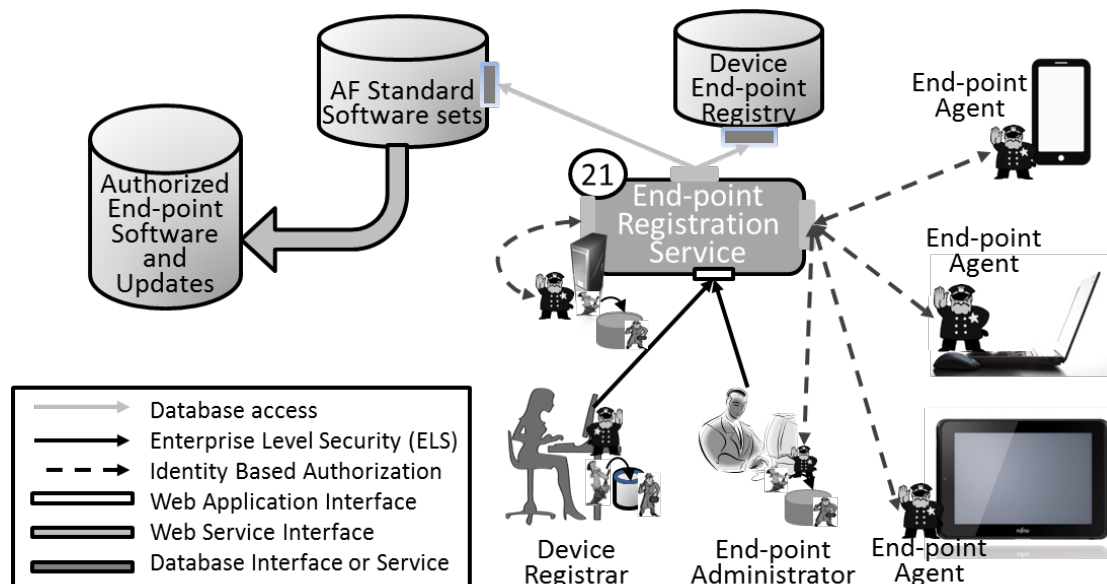 AF Standard
Software sets
Device
End-point
Registry
End-point
Agent
Authorized
End-point
Software
and
Updates
21
End-point
Registration
Service
End-point
Agent
Database access
Enterprise Level Security (ELS)
Identity Based Authorization
Web Application Interface
Web Service Interface
Database Interface or Service
Device
Registrar
End-point
Administrator
End-point
Agent
FUJITSU